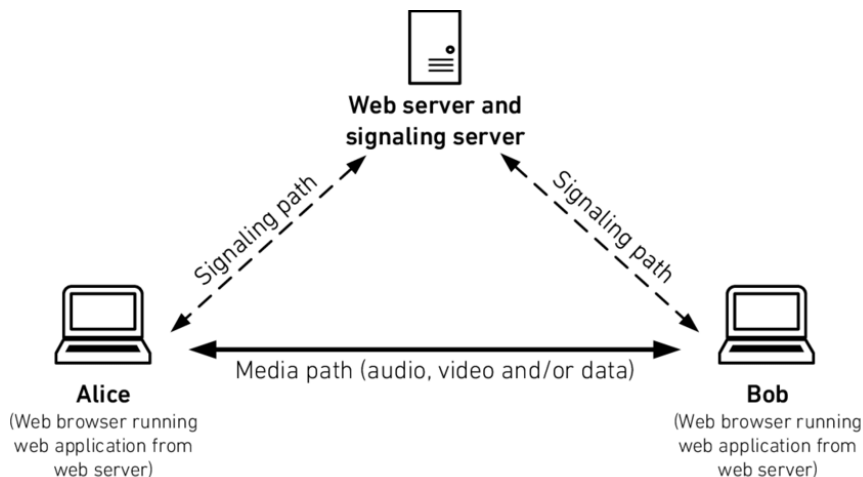 Web server and
signaling server
Signaling path
Signaling path
Media path (audio, video and/or data)
Alice
(Web browser running
web application from
web server)
Bob
(Web browser running
web application from
web server)